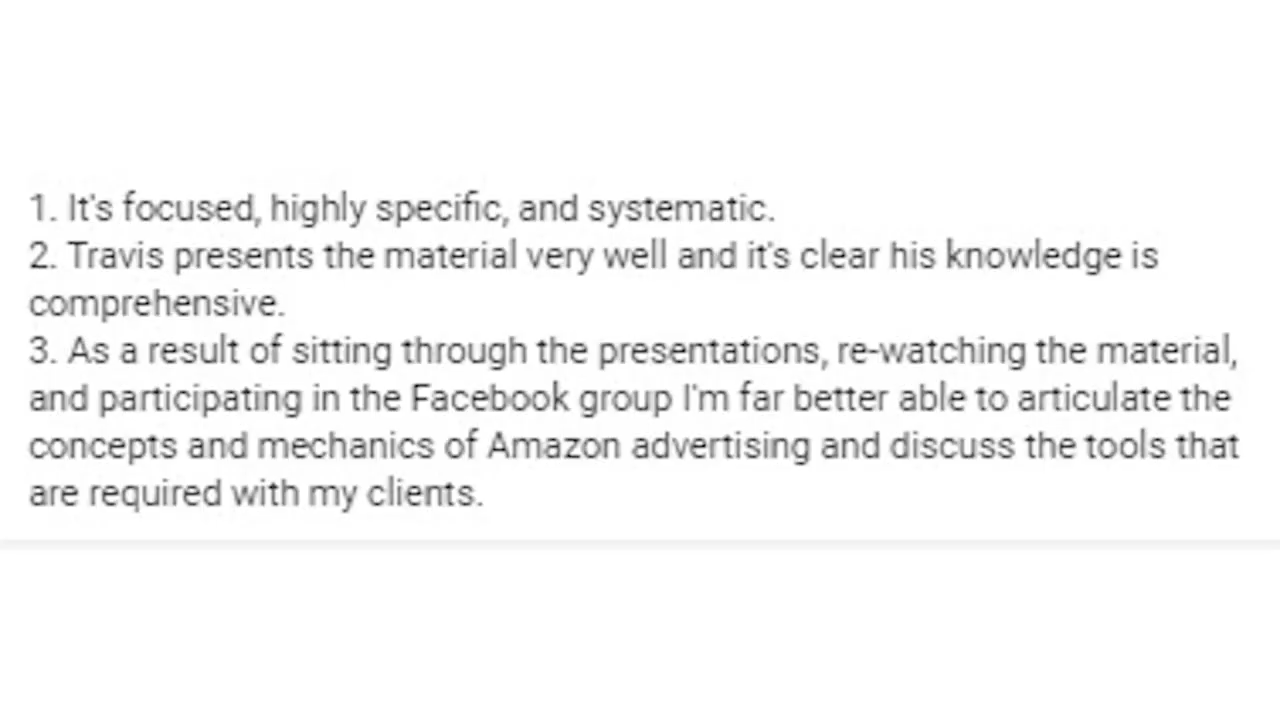 1. It's focused, highly specific, and systematic.
2. Travis presents the material very well and it's clear his knowledge is
comprehensive.
3. As a result of sitting through the presentations, re-watching the material,
and participating in the Facebook group I'm far better able to articulate the
concepts and mechanics of Amazon advertising and discuss the tools that
are required with my clients.